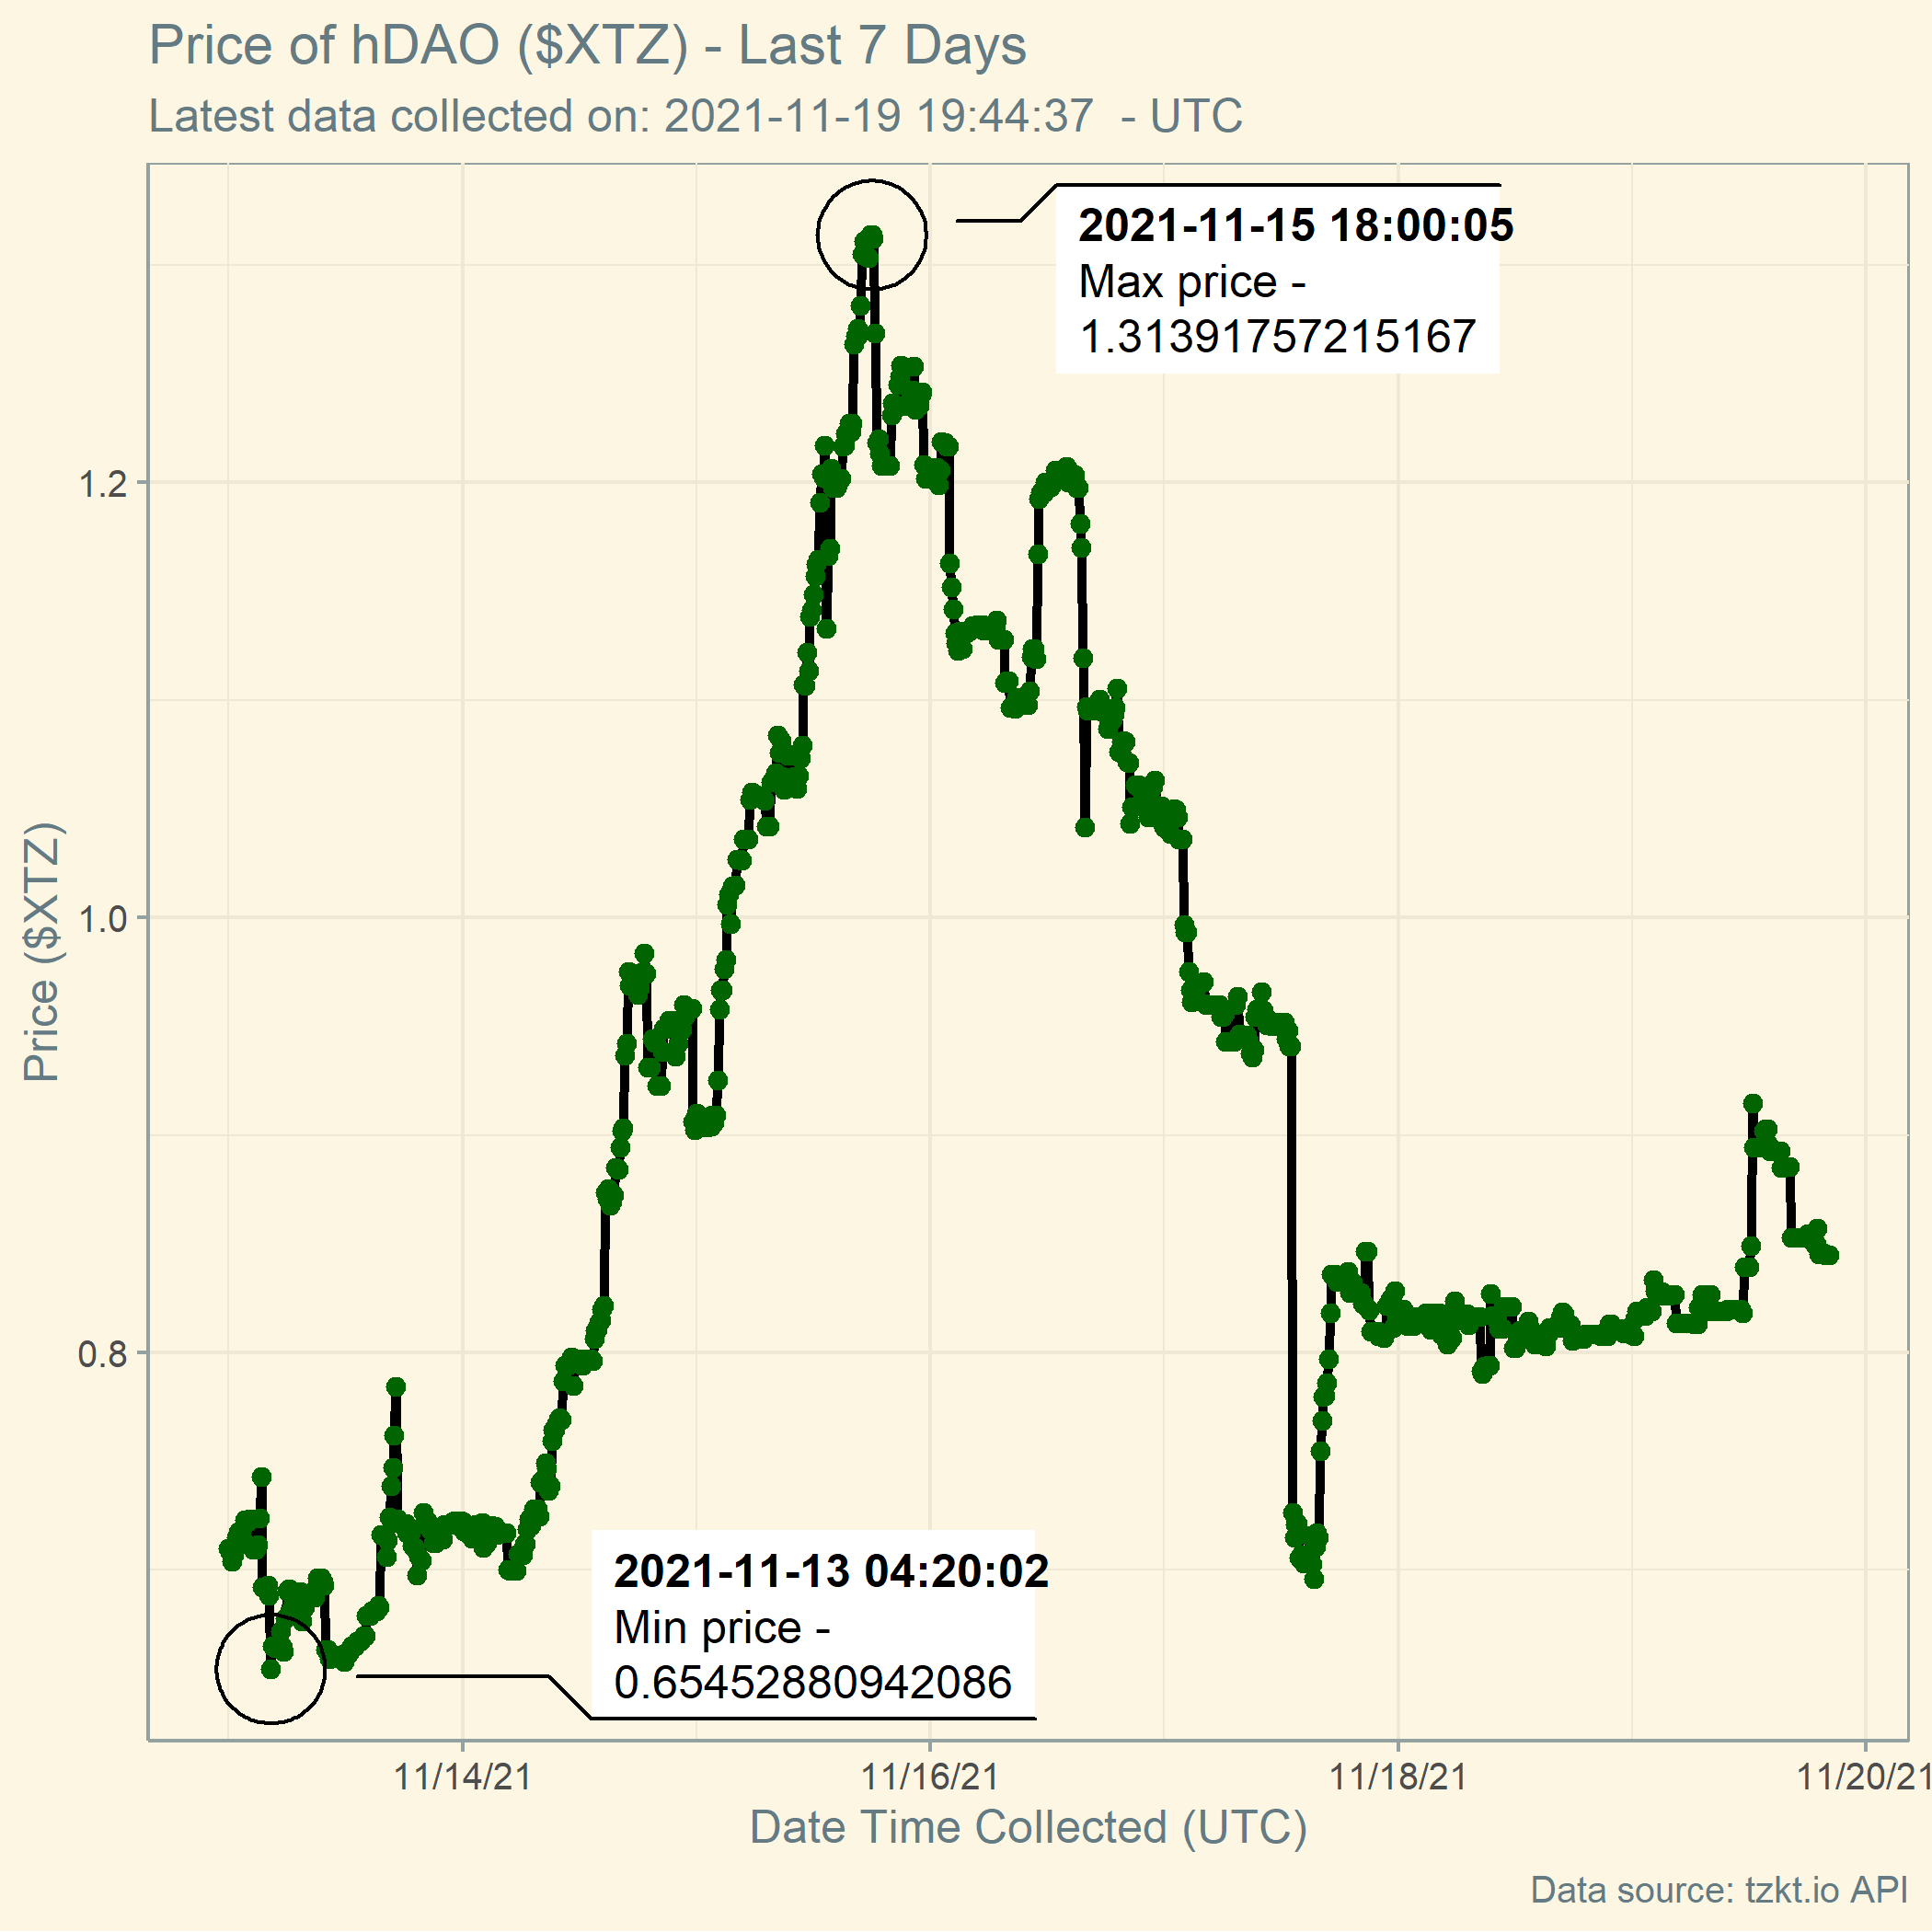 Price of hDAO ($XTZ) - Last 7 Days
Latest data collected on: 2021-11-19 19:44:37  - UTC
2021-11-15 18:00:05
Max price -
1.31391757215167
1.2
1.0
0.8
Price ($XTZ)
2021-11-13 04:20:02
Min price -
0.65452880942086
11/14/21
11/16/21
11/18/21
11/20/21
Date Time Collected (UTC)
Data source: tzkt.io API